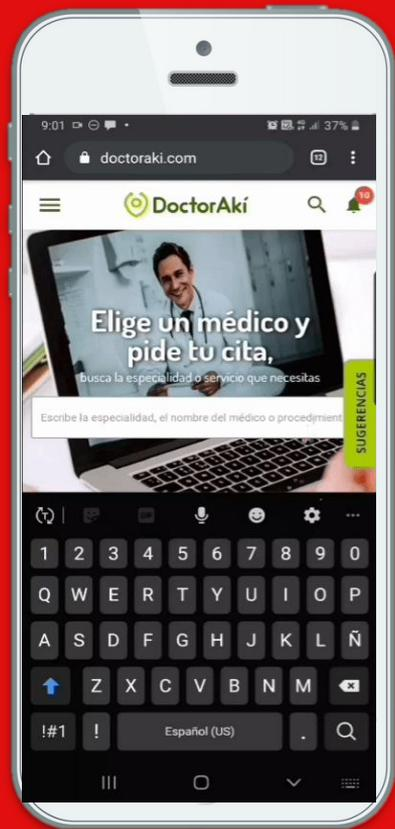 9:01
37%
doctoraki.com
12
DoctorAkí
10
Elige un médico y
pide tu cita,
busca la especialidad o servicio que necesitas
Escribe la especialidad, el nombre del médico o procedimient
SUGERENCIAS
1 2 3 4 5 6 7 8 9 0
Q W E R T Y U I O P
A S D F G H J K L Ñ
Z X C V B N M
!#1 ! Español (US) .